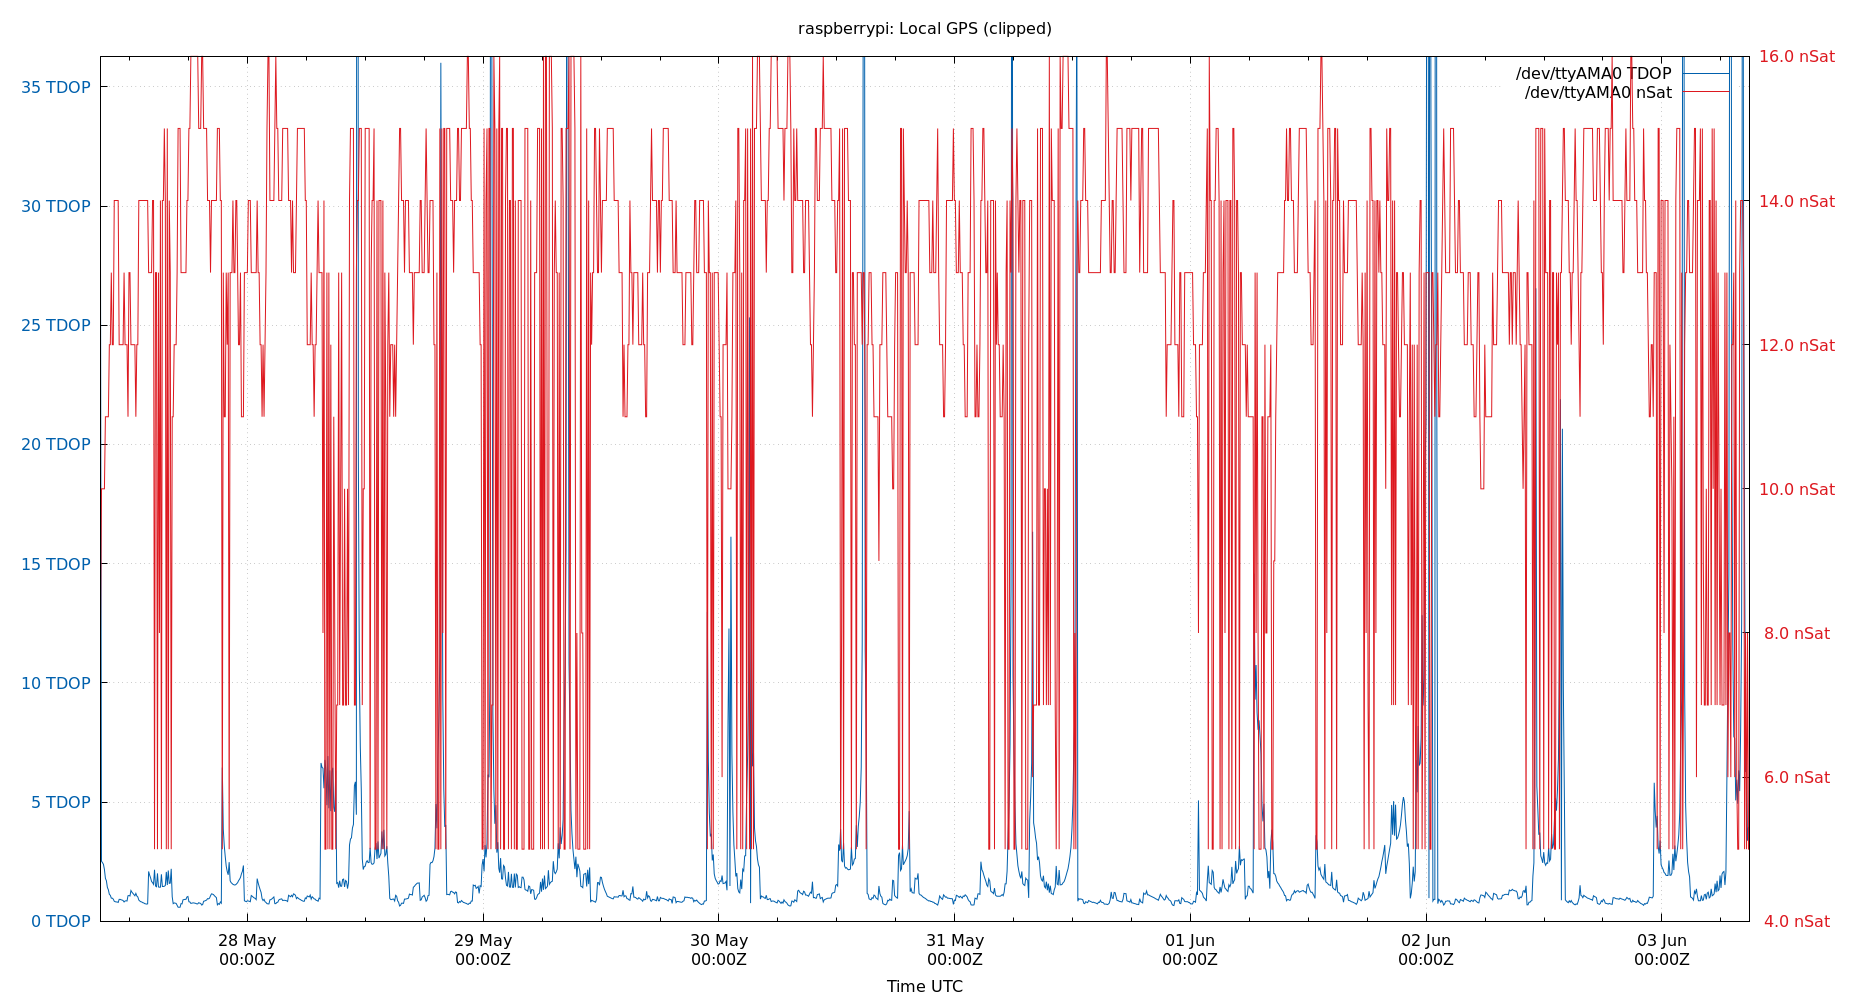 raspberrypi: Local GPS (clipped)
/dev/ttyAMA0 TDOP
/dev/ttyAMA0 nSat
35 TDOP
30 TDOP
25 TDOP
20 TDOP
15 TDOP
10 TDOP
5 TDOP
0 TDOP
16.0 nSat
14.0 nSat
12.0 nSat
10.0 nSat
8.0 nSat
6.0 nSat
4.0 nSat
28 May
00:00Z
29 May
00:00Z
30 May
00:00Z
31 May
00:00Z
01 Jun
00:00Z
02 Jun
00:00Z
03 Jun
00:00Z
Time UTC